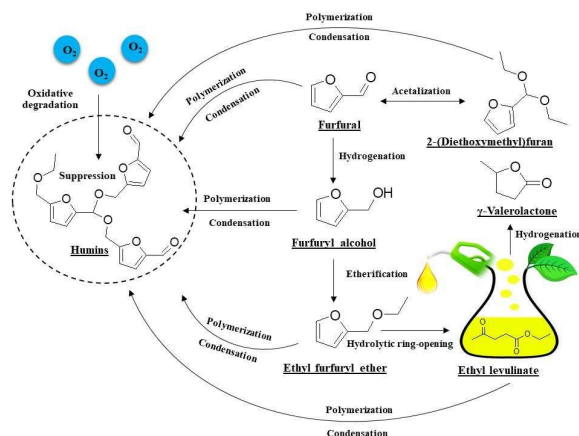 Polymerization
Condensation
O2
O2
O2
Oxidative
degradation
Polymerization
Condensation
O
O
Furfural
Acetalization
O
O
O
2-(Diethoxymethyl)furan
Suppression
O
O
O
O
O
O
O
O
Humins
Hydrogenation
Polymerization
Condensation
O
OH
Furfuryl alcohol
O
O
γ-Valerolactone
Hydrogenation
Etherification
Polymerization
Condensation
O
O
Ethyl furfuryl ether
Hydrolytic ring-opening
O
O
O
Ethyl levulinate
Polymerization
Condensation